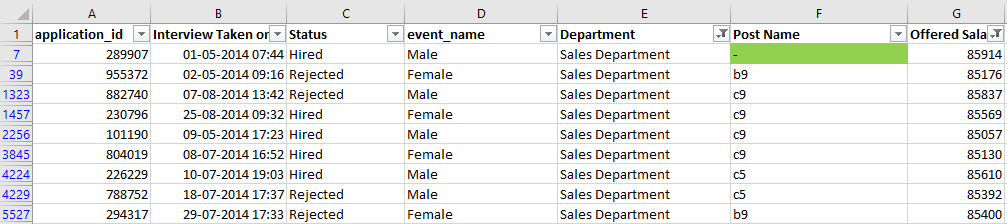 A B C D E F G
1 application_id Interview Taken on Status event_name Department Post Name Offered Sala
7 289907 01-05-2014 07:44 Hired Male Sales Department - 85914
39 955372 02-05-2014 09:16 Rejected Female Sales Department b9 85176
1323 882740 07-08-2014 13:42 Rejected Male Sales Department c9 85837
1457 230796 25-08-2014 09:32 Hired Female Sales Department c9 85569
2256 101190 09-05-2014 17:23 Hired Male Sales Department c9 85057
3845 804019 08-07-2014 16:52 Hired Female Sales Department c9 85130
4224 226229 10-07-2014 19:03 Hired Male Sales Department c5 85610
4229 788752 18-07-2014 17:37 Rejected Male Sales Department c5 85392
5527 294317 29-07-2014 17:33 Rejected Female Sales Department b9 85400